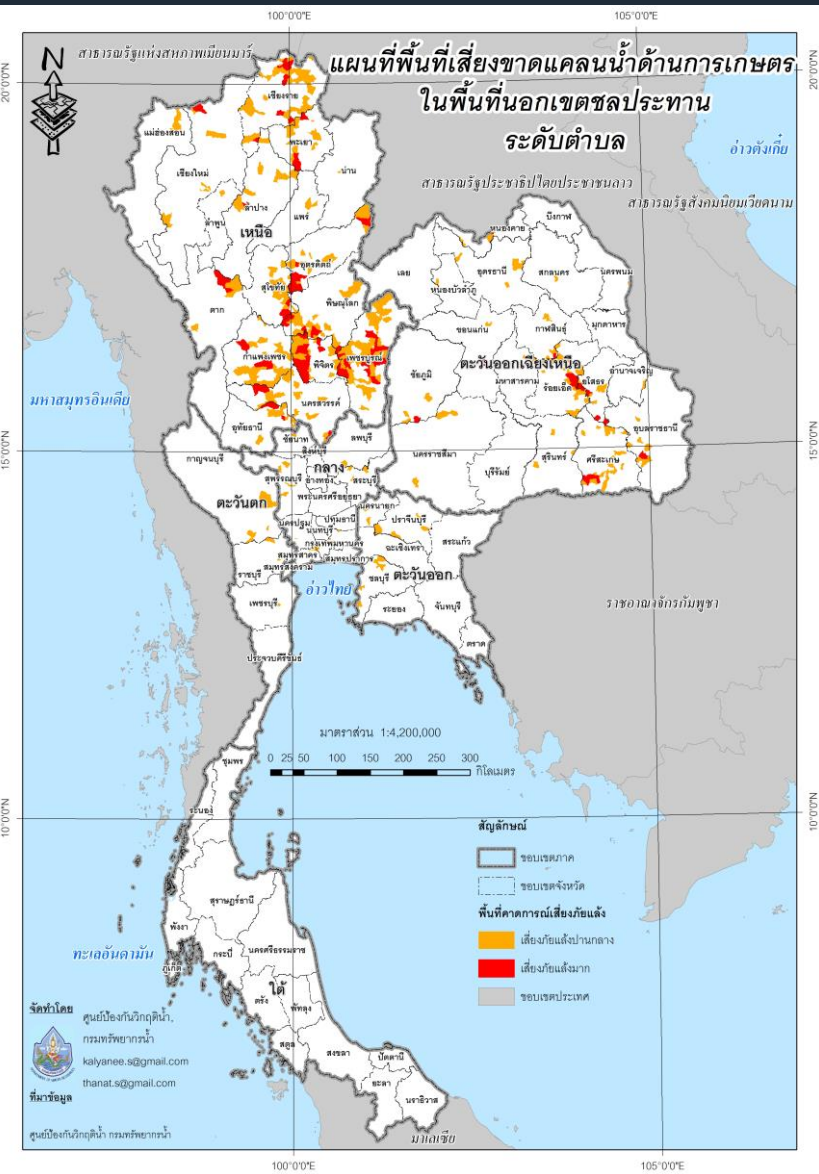 100°0'0"E
105°0'0"E
แผนที่พื้นที่เสี่ยงขาดแคลนน้ำด้านการเกษตร
ในพื้นที่นอกเขตชลประทาน
ระดับตำบล
N
สาธารณรัฐแห่งสหภาพเมียนมาร์
20°0'0"N
20°0'0"N
อ่าวตังเกี๋ย
สาธารณรัฐประชาธิปไตยประชาชนลาว
สาธารณรัฐสังคมนิยมเวียดนาม
เชียงราย
พะเยา
แม่ฮ่องสอน
เชียงใหม่
น่าน
ลำปาง
ลำพูน
แพร่
เหนือ
บึงกาฬ
หนองคาย
เลย
อุดรธานี
สกลนคร
นครพนม
หนองบัวลำภู
อุตรดิตถ์
สุโขทัย
พิษณุโลก
ตาก
ขอนแก่น
กาฬสินธุ์
มุกดาหาร
กำแพงเพชร
พิจิตร
เพชรบูรณ์
ตะวันออกเฉียงเหนือ
ชัยภูมิ
มหาสารคาม
ร้อยเอ็ด
ยโสธร
อำนาจเจริญ
นครสวรรค์
อุทัยธานี
อุบลราชธานี
มหาสมุทรอินเดีย
15°0'0"N
15°0'0"N
ชัยนาท
ลพบุรี
สิงห์บุรี
กลาง
กาญจนบุรี
นครราชสีมา
บุรีรัมย์
สุรินทร์
ศรีสะเกษ
สุพรรณบุรี
อ่างทอง
สระบุรี
พระนครศรีอยุธยา
ตะวันตก
นครนายก
นครปฐม
ปทุมธานี
ปราจีนบุรี
นนทบุรี
กรุงเทพมหานคร
สระแก้ว
ฉะเชิงเทรา
สมุทรสาคร
สมุทรปราการ
ราชบุรี
สมุทรสงคราม
ชลบุรี
ตะวันออก
อ่าวไทย
เพชรบุรี
ระยอง
จันทบุรี
ราชอาณาจักรกัมพูชา
ตราด
ประจวบคีรีขันธ์
มาตราส่วน 1:4,200,000
0 25 50 100 150 200 250 300
กิโลเมตร
ชุมพร
ระนอง
10°0'0"N
10°0'0"N
สัญลักษณ์
ขอบเขตภาค
ขอบเขตจังหวัด
พื้นที่คาดการณ์เสี่ยงภัยแล้ง
เสี่ยงภัยแล้งปานกลาง
เสี่ยงภัยแล้งมาก
ขอบเขตประเทศ
สุราษฎร์ธานี
พังงา
นครศรีธรรมราช
กระบี่
ภูเก็ต
ทะเลอันดามัน
ใต้
ตรัง
พัทลุง
สตูล
สงขลา
ปัตตานี
ยะลา
นราธิวาส
มาเลเซีย
จัดทำโดย
ศูนย์ป้องกันวิกฤติน้ำ,
กรมทรัพยากรน้ำ
kalyanee.s@gmail.com
thanat.s@gmail.com
ที่มาข้อมูล
ศูนย์ป้องกันวิกฤติน้ำ กรมทรัพยากรน้ำ
100°0'0"E
105°0'0"E